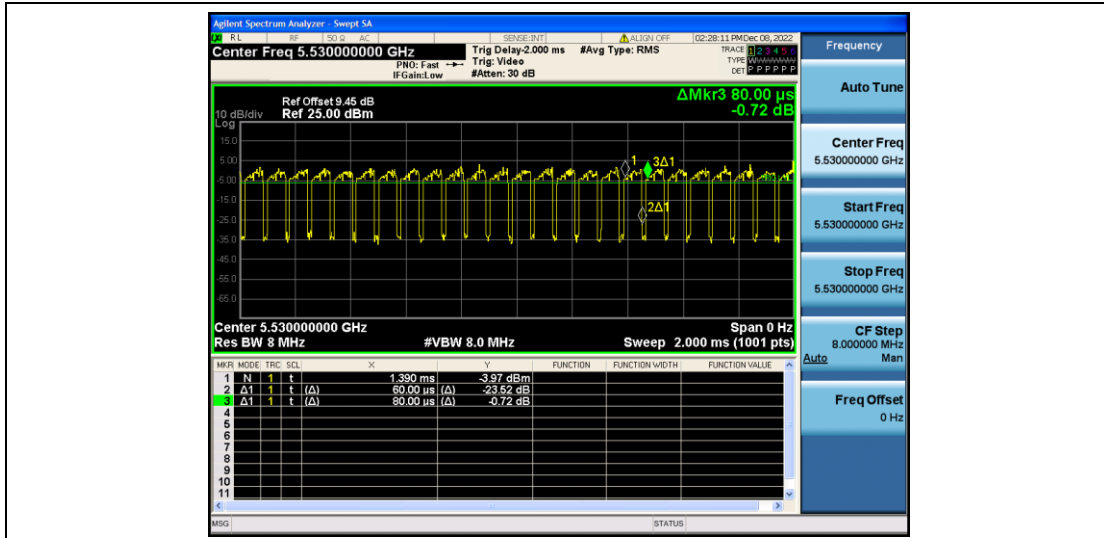 Agilent Spectrum Analyzer - Swept SA
RL RF 50 Ω AC SENSE:INT ALIGN OFF 02:28:11 PM Dec 08, 2022
Center Freq 5.530000000 GHz
PNO: Fast
IFGain:Low
Trig Delay-2.000 ms
Trig: Video
#Atten: 30 dB
#Avg Type: RMS
TRACE 1 2 3 4 5 6
TYPE WWWWWW
DET P P P P P P
ΔMkr3 80.00 µs
-0.72 dB
Ref Offset 9.45 dB
10 dB/div Ref 25.00 dBm
Log
15.0
5.00
-5.00
-15.0
-25.0
-35.0
-45.0
-55.0
-65.0
1
3Δ1
2Δ1
Center 5.530000000 GHz Span 0 Hz
Res BW 8 MHz #VBW 8.0 MHz Sweep 2.000 ms (1001 pts)
MKR MODE TRC SCL X Y FUNCTION FUNCTION WIDTH FUNCTION VALUE
1 N 1 t 1.390 ms -3.97 dBm
2 Δ1 1 t (Δ) 60.00 µs (Δ) -23.52 dB
3 Δ1 1 t (Δ) 80.00 µs (Δ) -0.72 dB
4
5
6
7
8
9
10
11
MSG STATUS
Frequency
Auto Tune
Center Freq
5.530000000 GHz
Start Freq
5.530000000 GHz
Stop Freq
5.530000000 GHz
CF Step
8.000000 MHz
Auto Man
Freq Offset
0 Hz